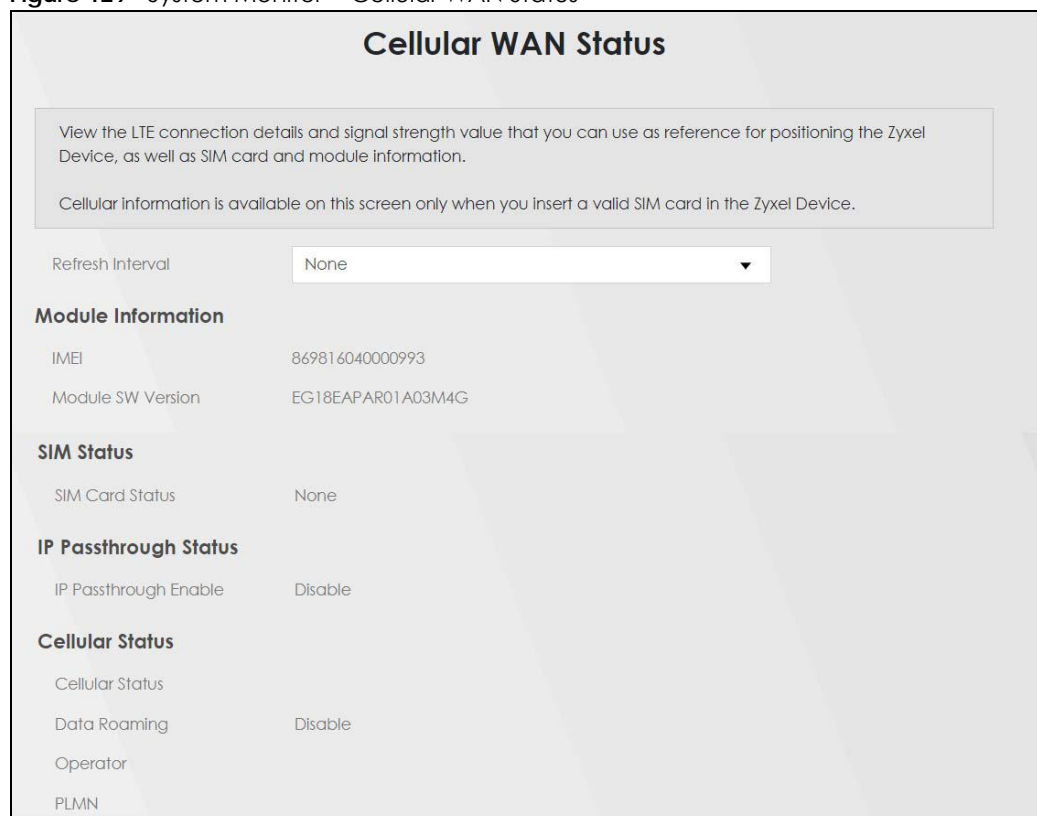 Cellular WAN Status
View the LTE connection details and signal strength value that you can use as reference for positioning the Zyxel
Device, as well as SIM card and module information.
Cellular information is available on this screen only when you insert a valid SIM card in the Zyxel Device.
Refresh Interval None
Module Information
IMEI 869816040000993
Module SW Version EG18EAPAR01A03M4G
SIM Status
SIM Card Status None
IP Passthrough Status
IP Passthrough Enable Disable
Cellular Status
Cellular Status
Data Roaming Disable
Operator
PLMN